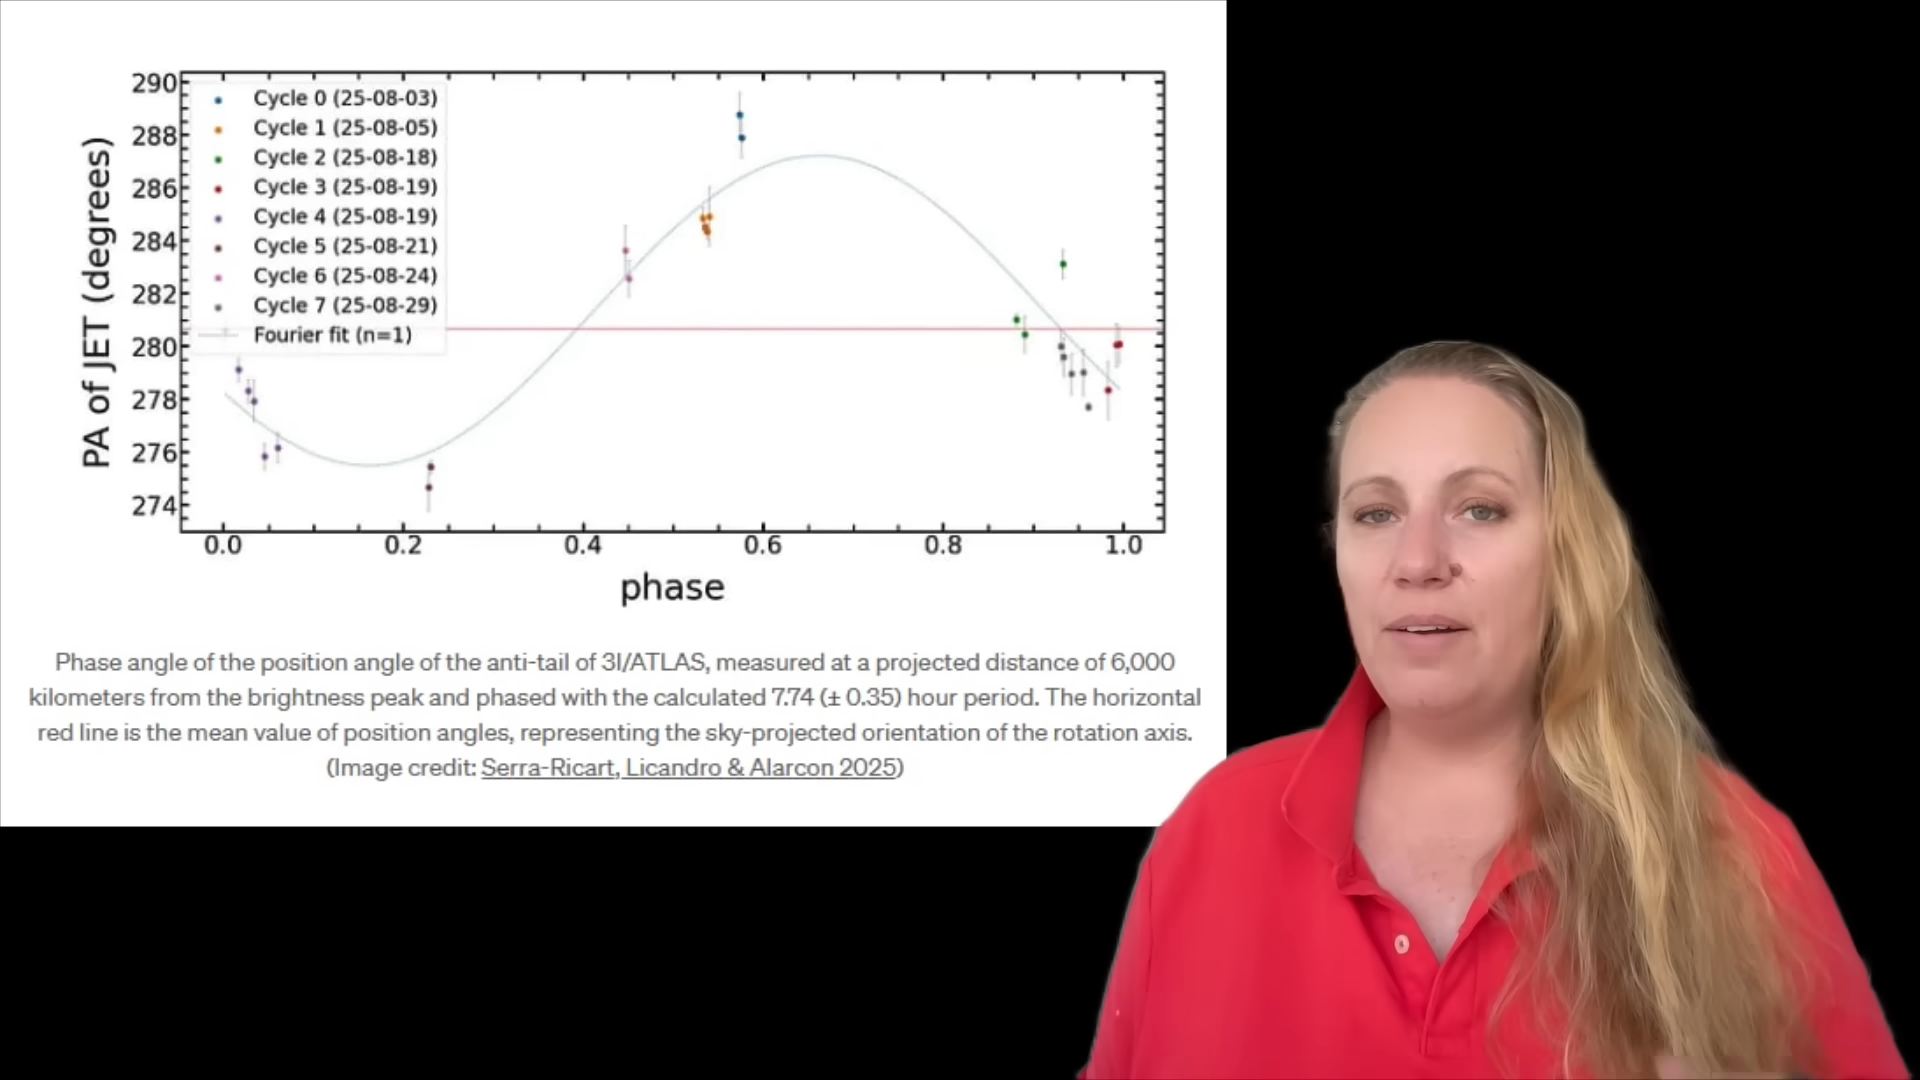 290
288
286
284
282
280
278
276
274
PA of JET (degrees)
Cycle 0 (25-08-03)
Cycle 1 (25-08-05)
Cycle 2 (25-08-18)
Cycle 3 (25-08-19)
Cycle 4 (25-08-19)
Cycle 5 (25-08-21)
Cycle 6 (25-08-24)
Cycle 7 (25-08-29)
Fourier fit (n=1)
0.0 0.2 0.4 0.6 0.8 1.0
phase
Phase angle of the position angle of the anti-tail of 3I/ATLAS, measured at a projected distance of 6,000
kilometers from the brightness peak and phased with the calculated 7.74 (± 0.35) hour period. The horizontal
red line is the mean value of position angles, representing the sky-projected orientation of the rotation axis.
(Image credit: Serra-Ricart, Licandro & Alarcon 2025)